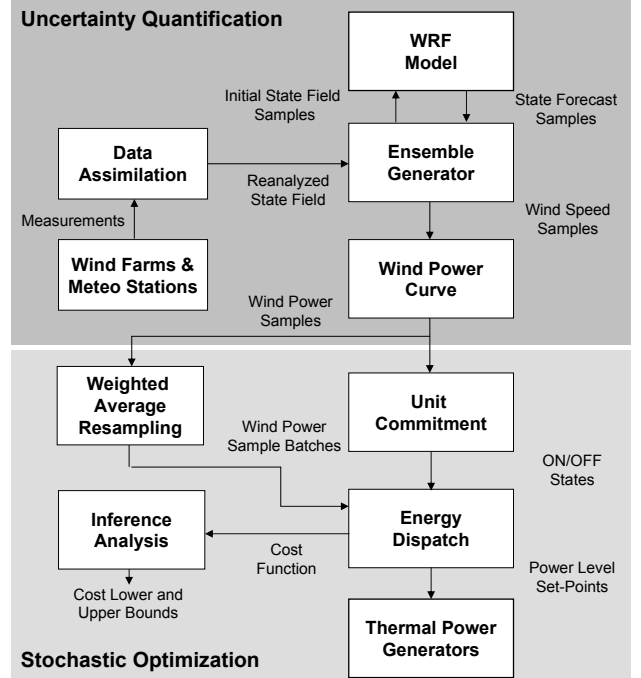 Uncertainty Quantification
WRF
Model
Initial State Field
Samples
State Forecast
Samples
Data
Assimilation
Ensemble
Generator
Reanalyzed
State Field
Measurements
Wind Speed
Samples
Wind Farms &
Meteo Stations
Wind Power
Curve
Wind Power
Samples
Weighted
Average
Resampling
Unit
Commitment
Wind Power
Sample Batches
ON/OFF
States
Inference
Analysis
Energy
Dispatch
Cost
Function
Power Level
Set-Points
Cost Lower and
Upper Bounds
Thermal Power
Generators
Stochastic Optimization